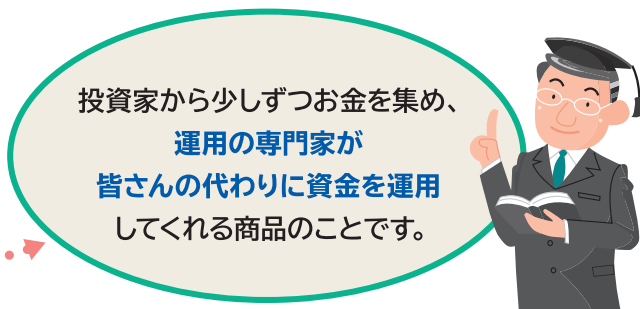 投資家から少しずつお金を集め、
運用の専門家が
皆さんの代わりに資金を運用
してくれる商品のことです。